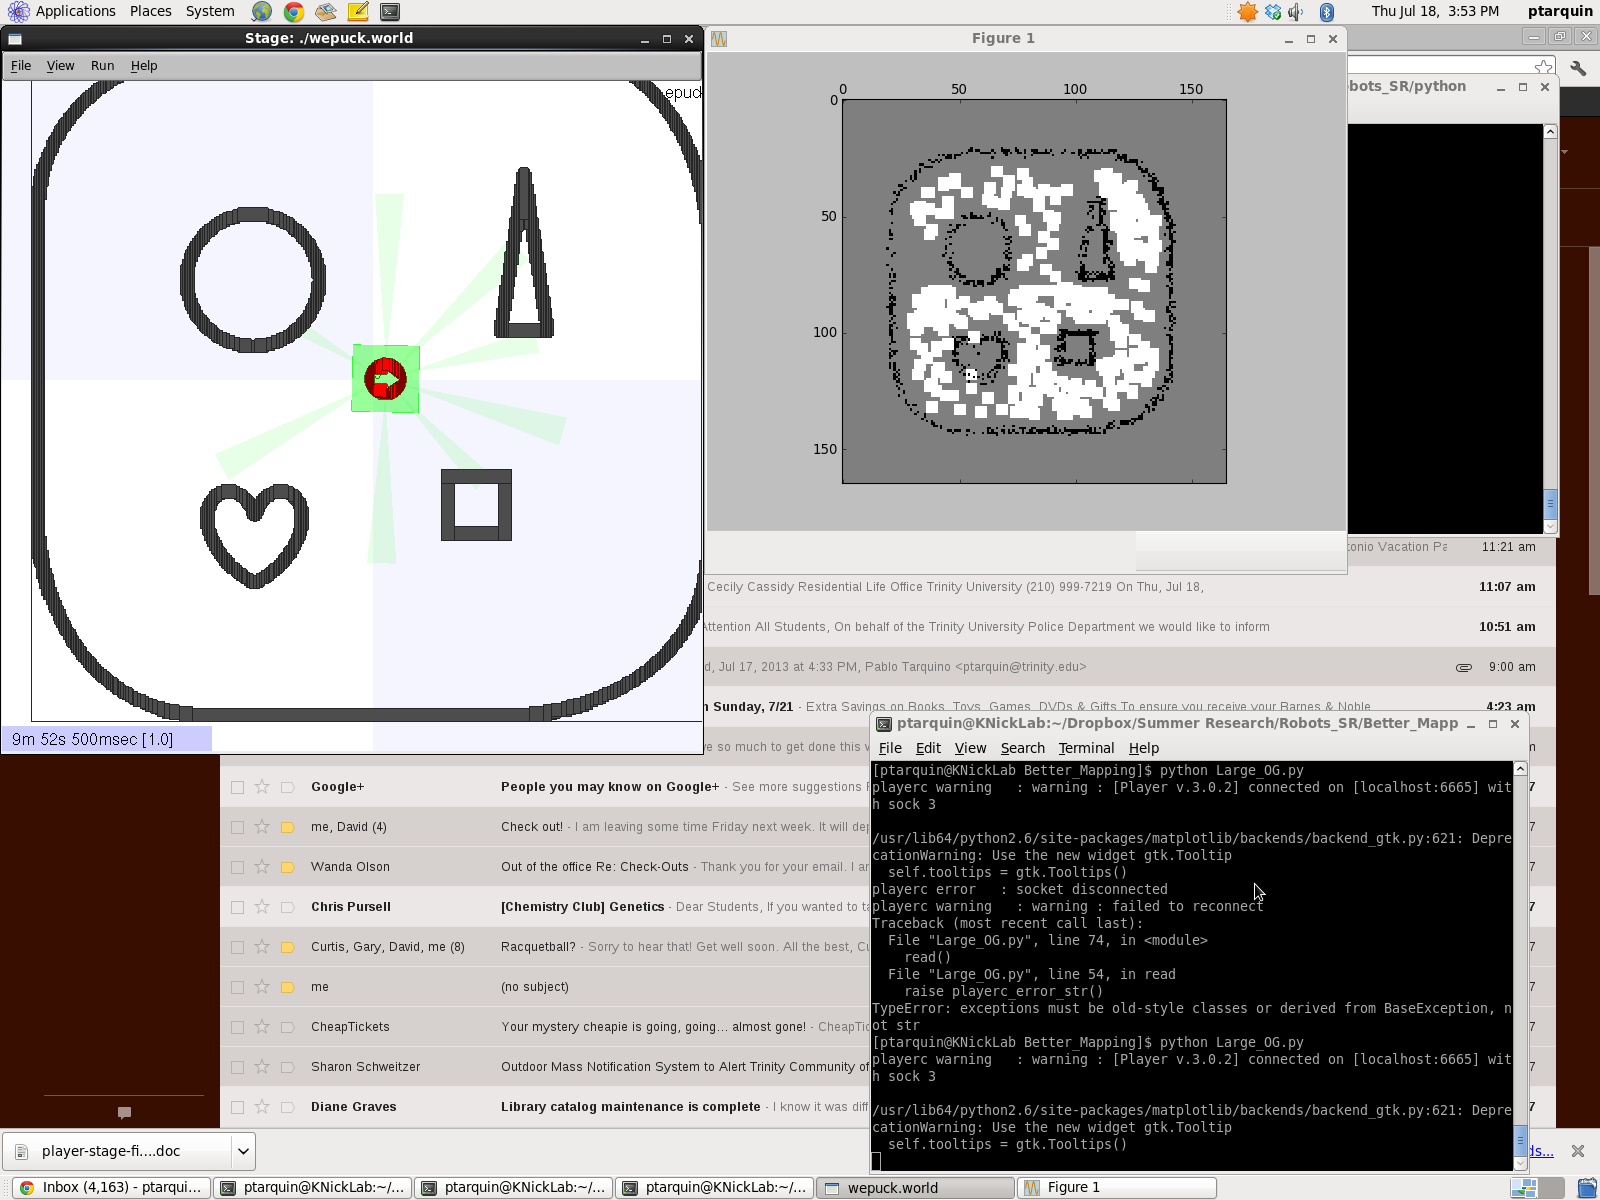 Applications Places System
Thu Jul 18, 3:53 PM ptarquin
Stage: ./wepuck.world
File View Run Help
epuc
9m 52s 500msec [1.0]
Figure 1
0 50 100 150
0
50
100
150
bots_SR/python
tonio Vacation Pa 11:21 am
Cecily Cassidy Residential Life Office Trinity University (210) 999-7219 On Thu, Jul 18, 11:07 am
Attention All Students, On behalf of the Trinity University Police Department we would like to inform 10:51 am
d, Jul 17, 2013 at 4:33 PM, Pablo Tarquino <ptarquin@trinity.edu> 9:00 am
n Sunday, 7/21 - Extra Savings on Books, Toys, Games, DVDs & Gifts To ensure you receive your Barnes & Noble 4:23 am
ve so much to get done this w
Google+ People you may know on Google+ - See more suggestions F
me, David (4) Check out! - I am leaving some time Friday next week. It will dep
Wanda Olson Out of the office Re: Check-Outs - Thank you for your email. I ar
Chris Pursell [Chemistry Club] Genetics - Dear Students, If you wanted to ta
Curtis, Gary, David, me (8) Racquetball? - Sorry to hear that! Get well soon. All the best, Cu
me (no subject)
CheapTickets Your mystery cheapie is going, going... almost gone! - CheapTic
Sharon Schweitzer Outdoor Mass Notification System to Alert Trinity Community of
Diane Graves Library catalog maintenance is complete - I know it was diff
ptarquin@KNickLab:~/Dropbox/Summer Research/Robots_SR/Better_Mapp
File Edit View Search Terminal Help
[ptarquin@KNickLab Better_Mapping]$ python Large_OG.py
playerc warning   : warning : [Player v.3.0.2] connected on [localhost:6665] wit
h sock 3
/usr/lib64/python2.6/site-packages/matplotlib/backends/backend_gtk.py:621: Depre
cationWarning: Use the new widget gtk.Tooltip
  self.tooltips = gtk.Tooltips()
playerc error   : socket disconnected
playerc warning   : warning : failed to reconnect
Traceback (most recent call last):
  File "Large_OG.py", line 74, in <module>
    read()
  File "Large_OG.py", line 54, in read
    raise playerc_error_str()
TypeError: exceptions must be old-style classes or derived from BaseException, n
ot str
[ptarquin@KNickLab Better_Mapping]$ python Large_OG.py
playerc warning   : warning : [Player v.3.0.2] connected on [localhost:6665] wit
h sock 3
/usr/lib64/python2.6/site-packages/matplotlib/backends/backend_gtk.py:621: Depre
cationWarning: Use the new widget gtk.Tooltip
  self.tooltips = gtk.Tooltips()
player-stage-fi....doc
ds...
Inbox (4,163) - ptarqui... ptarquin@KNickLab:~/... ptarquin@KNickLab:~/... ptarquin@KNickLab:~/... wepuck.world Figure 1